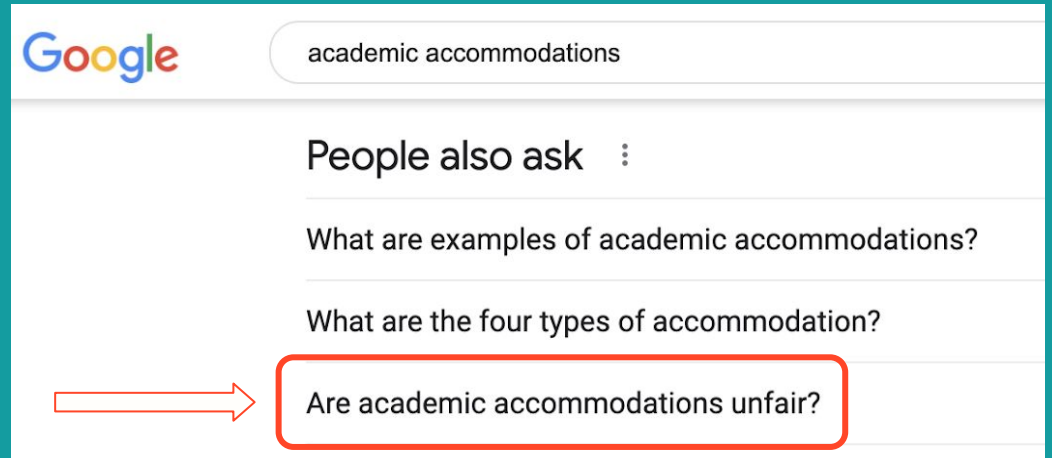 Google
academic accommodations
People also ask
What are examples of academic accommodations?
What are the four types of accommodation?
Are academic accommodations unfair?